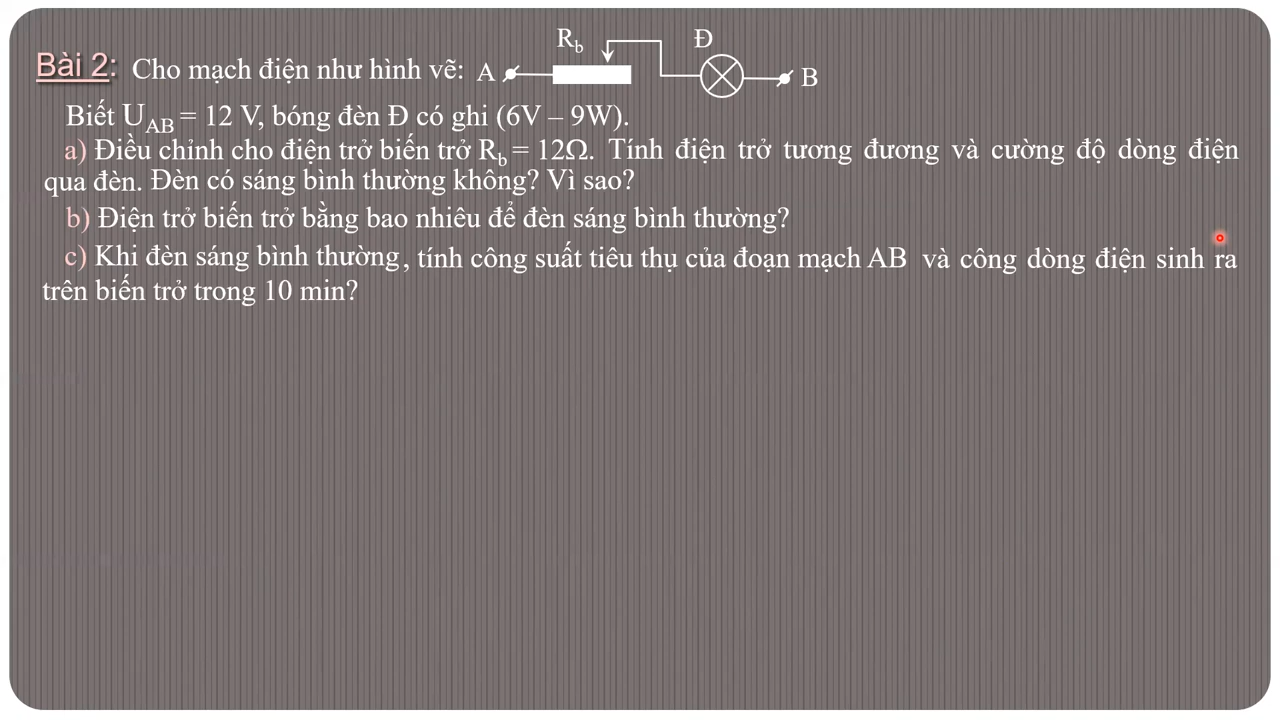 Bài 2: Cho mạch điện như hình vẽ: A R_b Đ B
Biết U_AB = 12 V, bóng đèn Đ có ghi (6V – 9W).
a) Điều chỉnh cho điện trở biến trở R_b = 12Ω. Tính điện trở tương đương và cường độ dòng điện
qua đèn. Đèn có sáng bình thường không? Vì sao?
b) Điện trở biến trở bằng bao nhiêu để đèn sáng bình thường?
c) Khi đèn sáng bình thường, tính công suất tiêu thụ của đoạn mạch AB và công dòng điện sinh ra
trên biến trở trong 10 min?